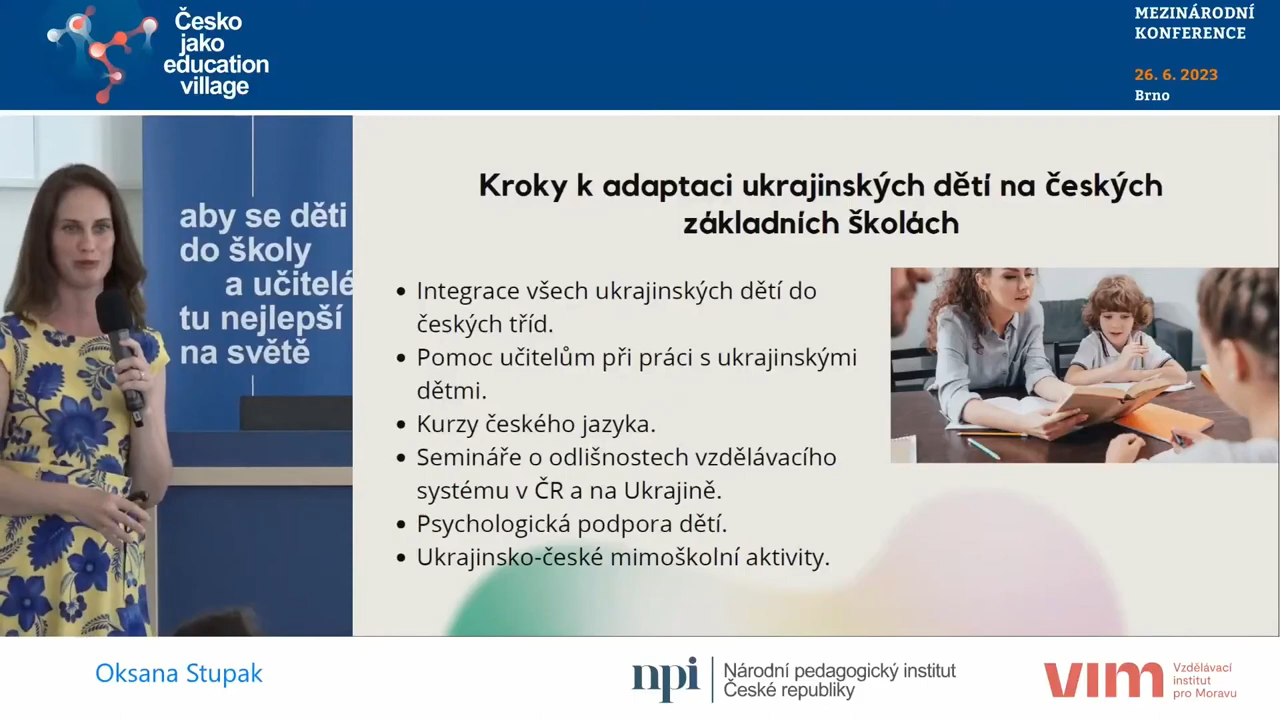 Česko
jako
education
village
MEZINÁRODNÍ
KONFERENCE
26. 6. 2023
Brno
aby se děti
do školy
a učitelé
tu nejlepší
na světě
Kroky k adaptaci ukrajinských dětí na českých
základních školách
• Integrace všech ukrajinských dětí do
českých tříd.
• Pomoc učitelům při práci s ukrajinskými
dětmi.
• Kurzy českého jazyka.
• Semináře o odlišnostech vzdělávacího
systému v ČR a na Ukrajině.
• Psychologická podpora dětí.
• Ukrajinsko-české mimoškolní aktivity.
Oksana Stupak
npi
Národní pedagogický institut
České republiky
vim
Vzdělávací
institut
pro Moravu